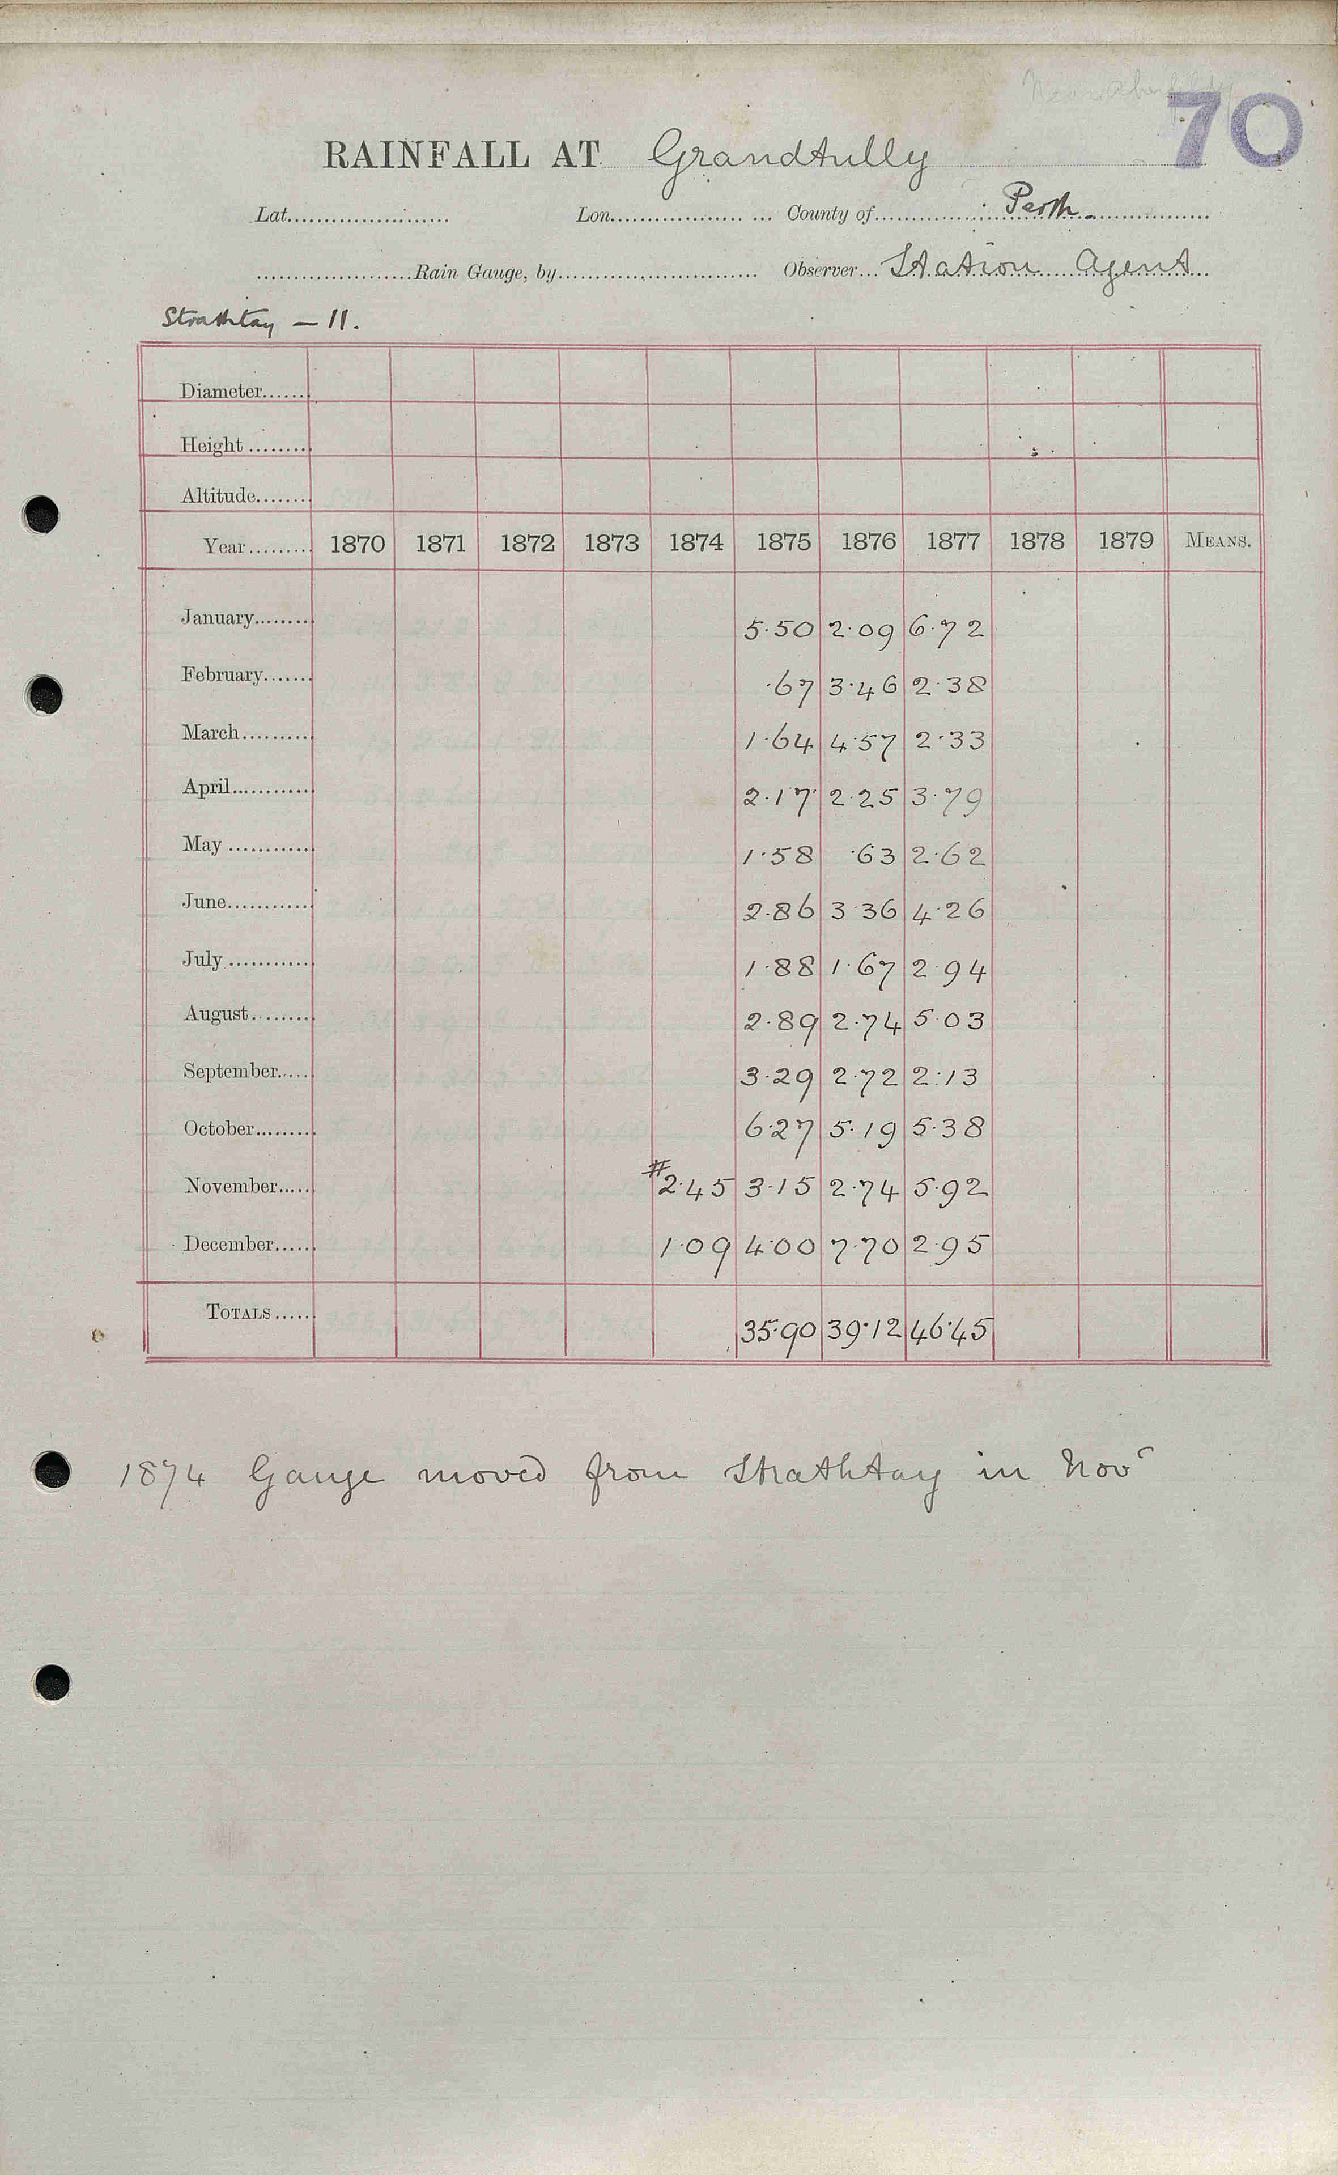 70
RAINFALL AT Grandtully
Lat...................... Lon..................... County of Perth
Rain Gauge, by........................... Observer... Station Agent
Strathtay — 11.
Diameter......
Height.........
Altitude........
Year......... 1870 1871 1872 1873 1874 1875 1876 1877 1878 1879 MEANS.
January......... 5.50 2.09 6.72
February....... .67 3.46 2.38
March.......... 1.64 4.57 2.33
April............ 2.17 2.25 3.79
May ............ 1.58 .63 2.62
June............ 2.86 3 36 4.26
July............ 1.88 1.67 2 94
August......... 2.89 2.74 5.03
September..... 3.29 2.72 2.13
October......... 6.27 5.19 5.38
November..... #2.45 3.15 2.74 5.92
December...... 1.09 4.00 7.70 2.95
TOTALS...... 35.90 39.12 46.45
1874 Gauge moved from Strathtay in Novr